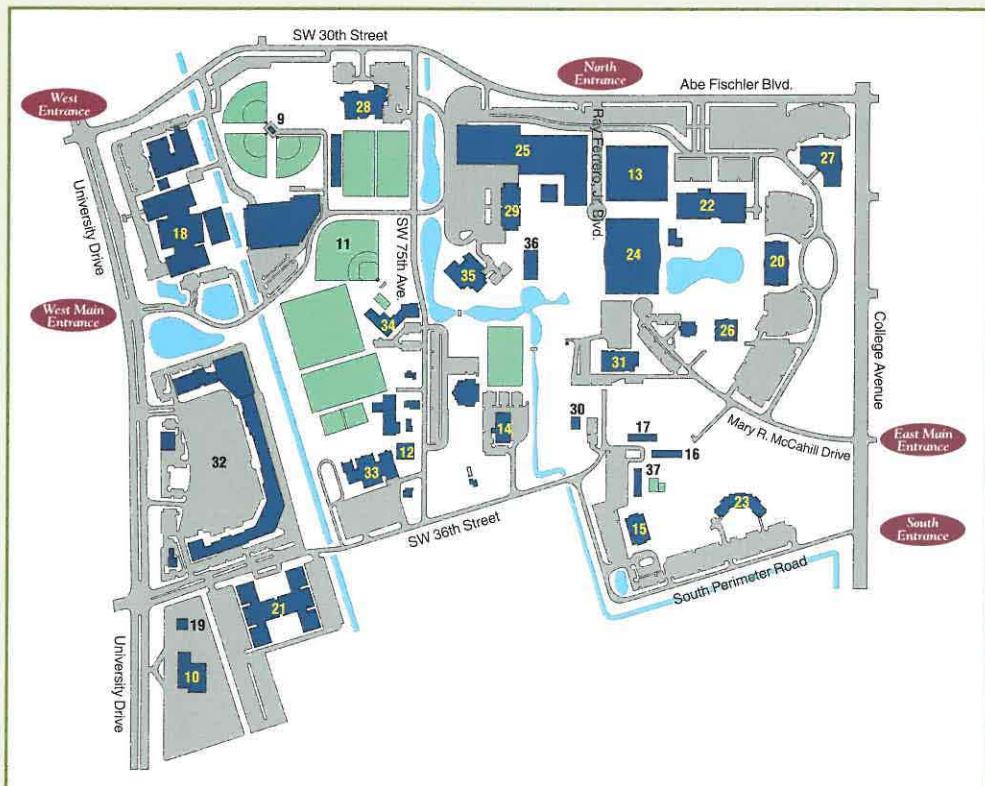 SW 30th Street
North
Entrance
Abe Fischler Blvd.
West
Entrance
28
9
Ray Ferrero, Jr. Blvd.
25
13
27
29
22
University Drive
18
11
SW 75th Ave.
36
24
20
35
West Main
Entrance
34
26
College Avenue
31
14
30
17
Mary R. McCahill Drive
East Main
Entrance
32
12
16
33
37
23
15
South
Entrance
SW 36th Street
South Perimeter Road
21
19
10
University Drive